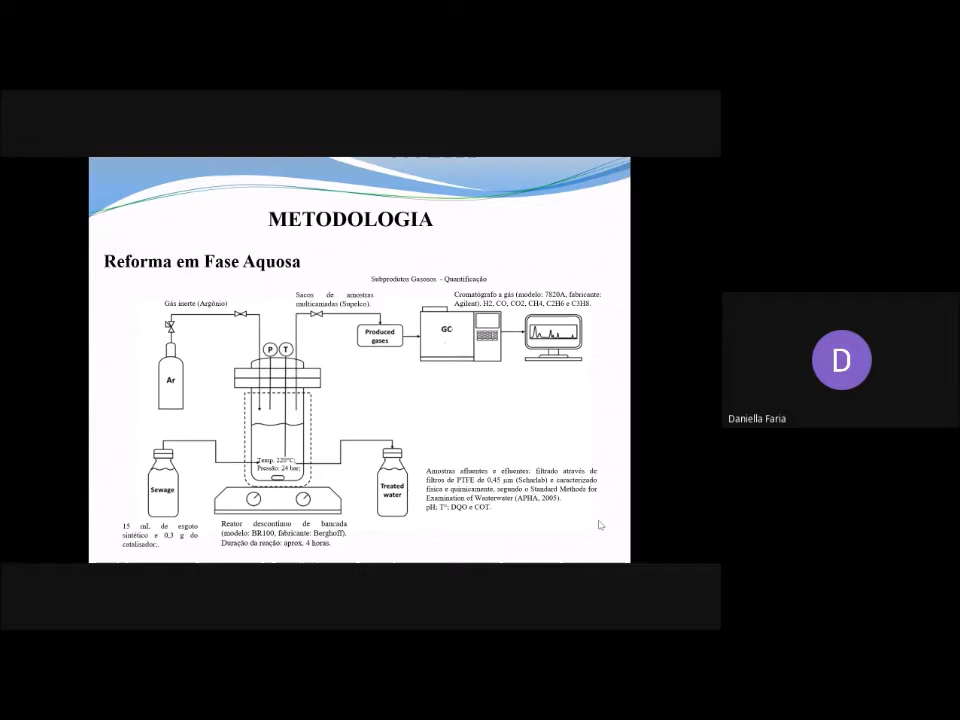 METODOLOGIA
Reforma em Fase Aquosa
Subprodutos Gasosos - Quantificação
Gás inerte (Argônio)
Sacos de amostras
multicamadas (Supelco).
Cromatógrafo a gás (modelo: 7820A, fabricante:
Agilent). H2, CO, CO2, CH4, C2H6 e C3H8.
Produced
gases
GC
P
T
Ar
Temp. 220°C;
Pressão: 24 bar.
Sewage
Treated
water
Amostras afluentes e efluentes: filtrado através de
filtros de PTFE de 0,45 μm (Scharlab) e caracterizado
físico e quimicamente, segundo o Standard Methods for
Examination of Wasterwater (APHA, 2005).
pH; T°; DQO e COT.
15 mL de esgoto
sintético e 0,3 g do
catalisador;.
Reator descontínuo de bancada
(modelo: BR100, fabricante: Berghoff).
Duração da reação: aprox. 4 horas.
D
Daniella Faria